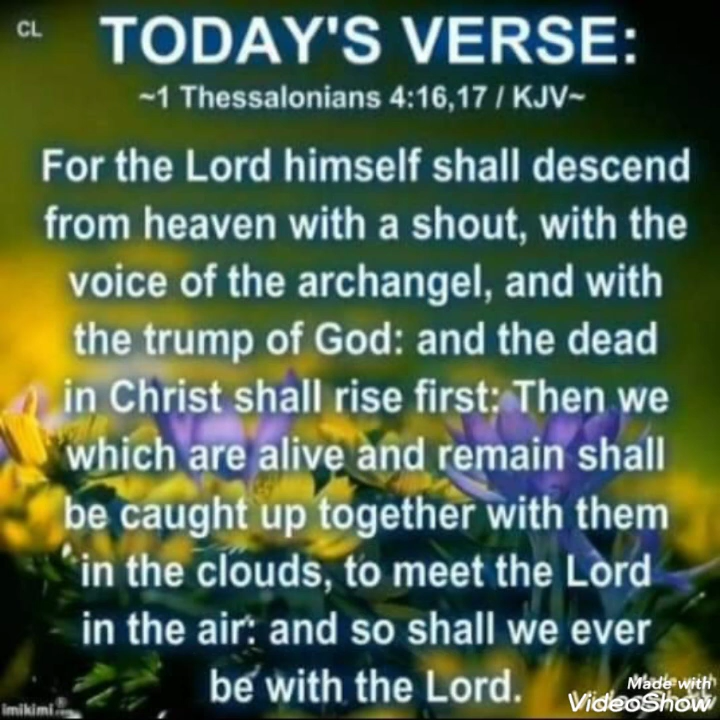 CL
TODAY'S VERSE:
~1 Thessalonians 4:16,17 / KJV~
For the Lord himself shall descend
from heaven with a shout, with the
voice of the archangel, and with
the trump of God: and the dead
in Christ shall rise first: Then we
which are alive and remain shall
be caught up together with them
in the clouds, to meet the Lord
in the air: and so shall we ever
be with the Lord.
imikimi
Made with
VideoShow